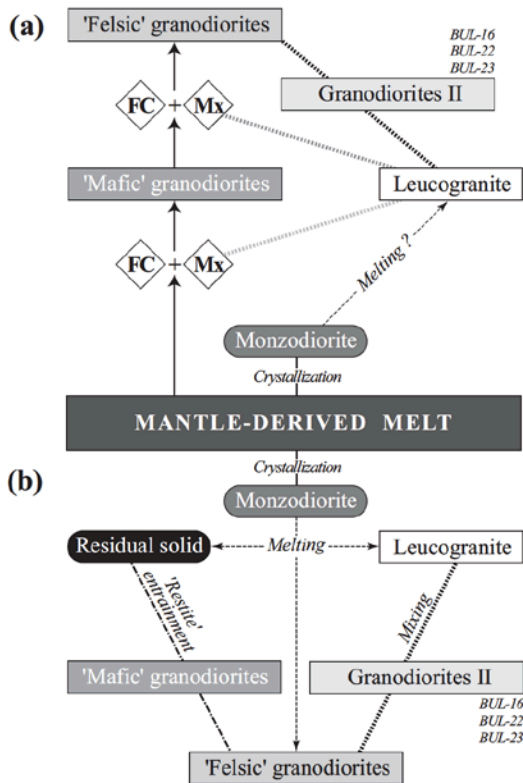 (a)
'Felsic' granodiorites
BUL-16
BUL-22
BUL-23
Granodiorites II
FC + Mx
'Mafic' granodiorites
Leucogranite
FC + Mx
Melting ?
Monzodiorite
Crystallization
MANTLE-DERIVED MELT
Crystallization
(b)
Monzodiorite
Residual solid
Melting
Leucogranite
'Restite'
entrainment
Mixing
'Mafic' granodiorites
Granodiorites II
BUL-16
BUL-22
BUL-23
'Felsic' granodiorites